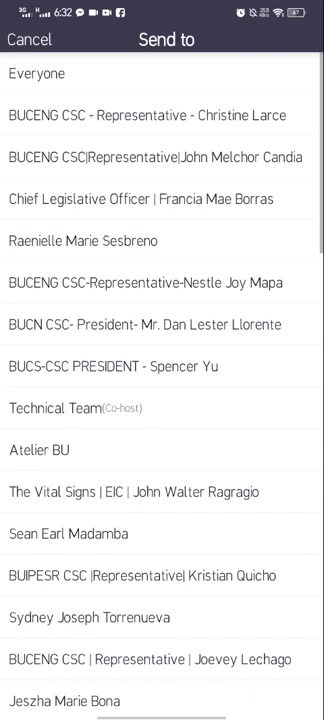 3G H 6:32 87
Cancel Send to
Everyone
BUCENG CSC - Representative - Christine Larce
BUCENG CSC|Representative|John Melchor Candia
Chief Legislative Officer | Francia Mae Borras
Raenielle Marie Sesbreno
BUCENG CSC-Representative-Nestle Joy Mapa
BUCN CSC- President- Mr. Dan Lester Llorente
BUCS-CSC PRESIDENT - Spencer Yu
Technical Team(Co-host)
Atelier BU
The Vital Signs | EIC | John Walter Ragragio
Sean Earl Madamba
BUIPESR CSC |Representative| Kristian Quicho
Sydney Joseph Torrenueva
BUCENG CSC | Representative | Joevey Lechago
Jeszha Marie Bona